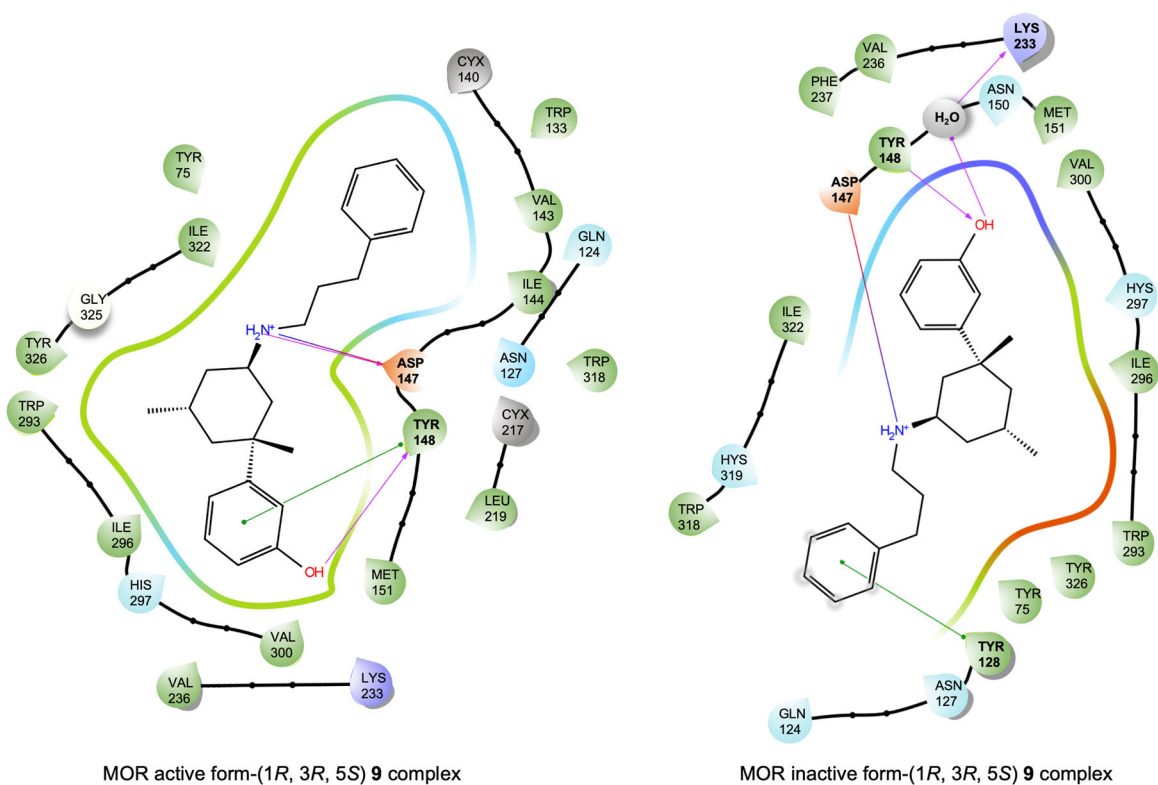 CYX
140
TRP
133
TYR
75
VAL
143
ILE
322
GLN
124
GLY
325
ILE
144
H2N+
TYR
326
ASP
147
ASN
127
TRP
318
TRP
293
TYR
148
CYX
217
LEU
219
ILE
296
OH
MET
151
HIS
297
VAL
300
VAL
236
LYS
233
MOR active form-(1R, 3R, 5S) 9 complex
LYS
233
VAL
236
PHE
237
ASN
150
H2O
MET
151
TYR
148
VAL
300
ASP
147
OH
HYS
297
ILE
322
ILE
296
H2N+
HYS
319
TRP
318
TRP
293
TYR
326
TYR
75
TYR
128
ASN
127
GLN
124
MOR inactive form-(1R, 3R, 5S) 9 complex